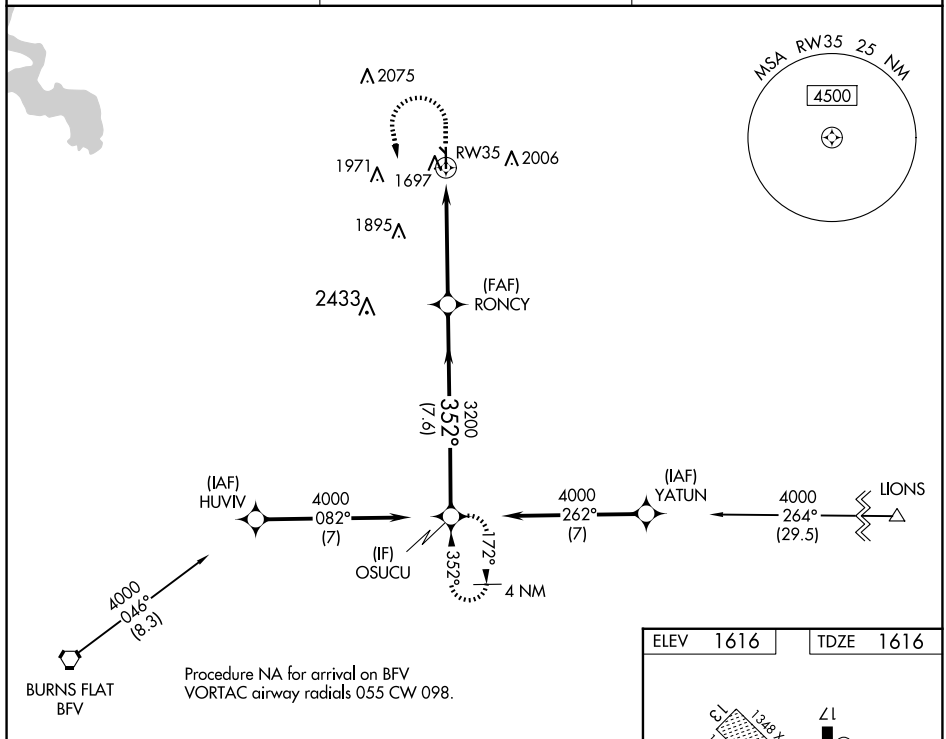 MSA RW35 25 NM
4500
2075
RW35
2006
1971
1697
1895
(FAF)
RONCY
2433
3200
352°
(7.6)
(IAF)
HUVIV
4000
082°
(7)
(IF)
OSUCU
4000
262°
(7)
(IAF)
YATUN
4000
264°
(29.5)
LIONS
172°
352°
4 NM
4000
046°
(8.3)
BURNS FLAT
BFV
Procedure NA for arrival on BFV
VORTAC airway radials 055 CW 098.
ELEV 1616
TDZE 1616
13
1348 X
17